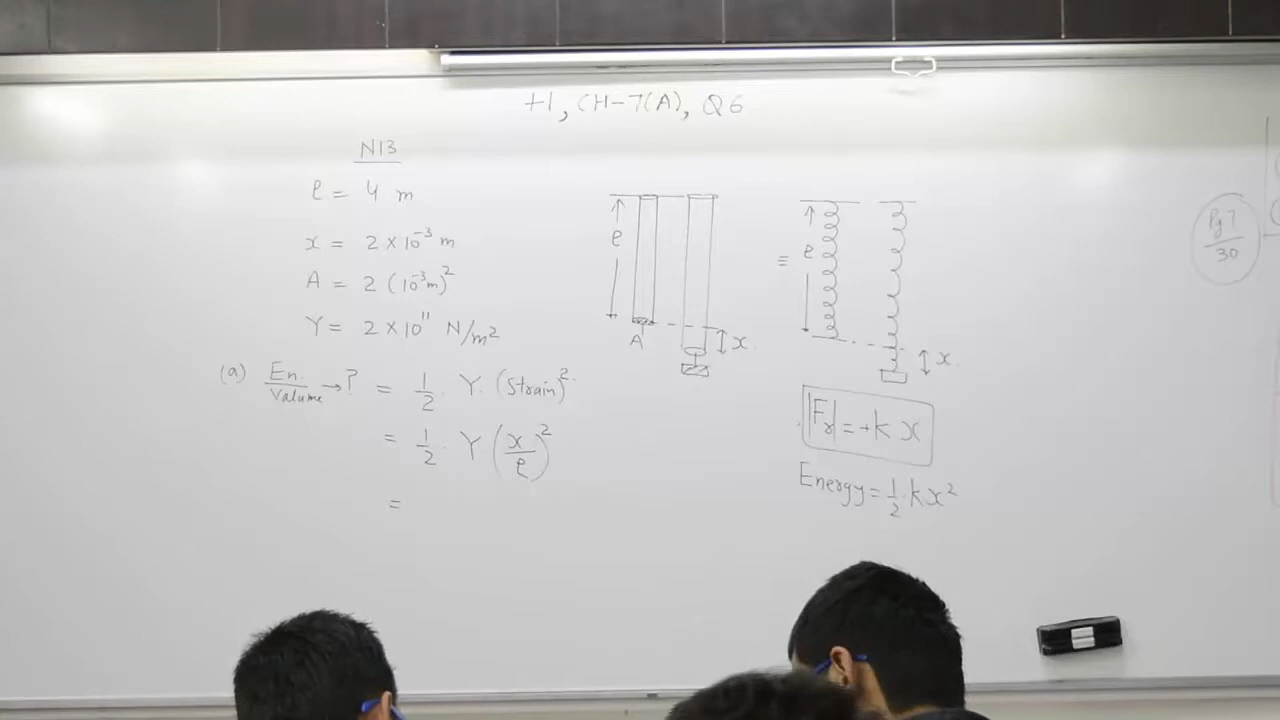 +1, CH-7(A), Q6
N13
l = 4 m
x = 2 × 10⁻³ m
A = 2 (10⁻³m)²
Y = 2 × 10¹¹ N/m²
(a) En./Volume → ? = 1/2 · Y. (Strain)².
= 1/2 · Y (x/l)²
=
l
A
x
≡
l
x
|Fr| = +k x
Energy = 1/2 · k x²
Pg 7/30